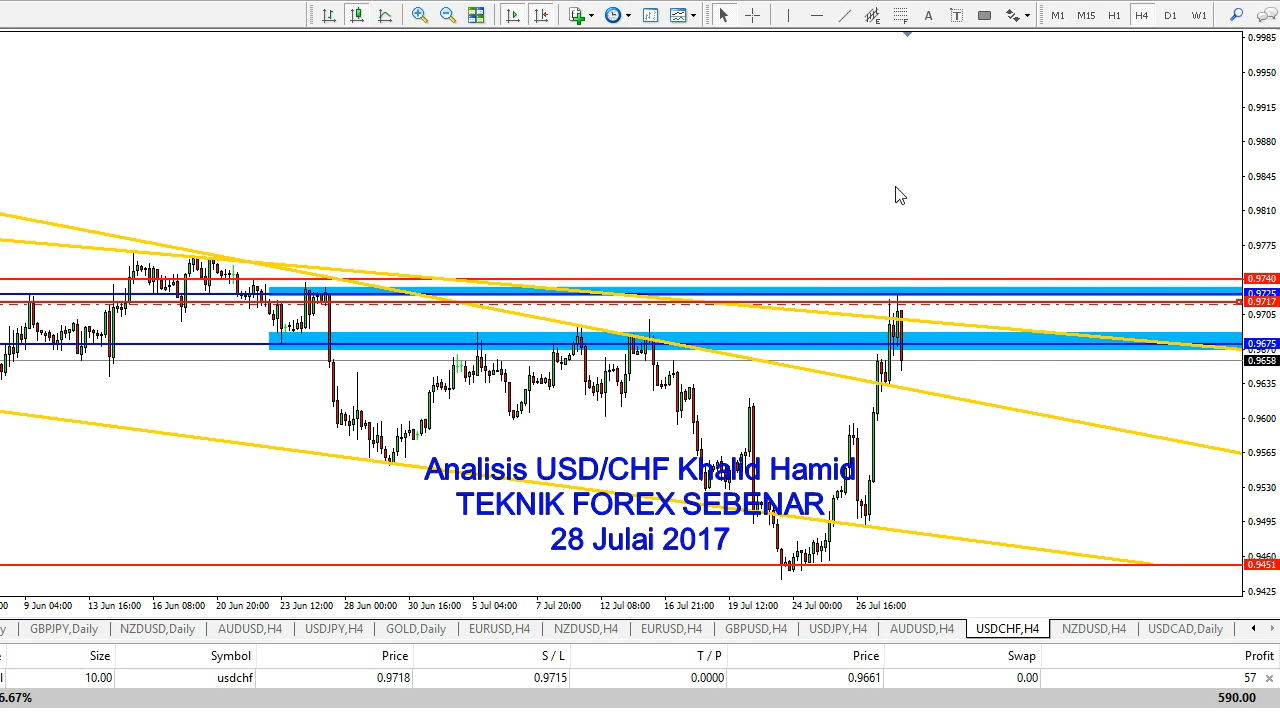 A T M1 M15 H1 H4 D1 W1
0.9985
0.9950
0.9915
0.9880
0.9845
0.9810
0.9775
0.9740
0.9725
0.9717
0.9705
0.9675
0.9658
0.9635
0.9600
0.9565
0.9530
0.9495
0.9460
0.9451
0.9425
Analisis USD/CHF Khalid Hamid
TEKNIK FOREX SEBENAR
28 Julai 2017
00 9 Jun 04:00 13 Jun 16:00 16 Jun 08:00 20 Jun 20:00 23 Jun 12:00 28 Jun 00:00 30 Jun 16:00 5 Jul 04:00 7 Jul 20:00 12 Jul 08:00 16 Jul 21:00 19 Jul 12:00 24 Jul 00:00 26 Jul 16:00
y GBPJPY,Daily NZDUSD,Daily AUDUSD,H4 USDJPY,H4 GOLD,Daily EURUSD,H4 NZDUSD,H4 EURUSD,H4 GBPUSD,H4 USDJPY,H4 AUDUSD,H4 USDCHF,H4 NZDUSD,H4 USDCAD,Daily
Size Symbol Price S / L T / P Price Swap Profit
10.00 usdchf 0.9718 0.9715 0.0000 0.9661 0.00 57
6.67% 590.00